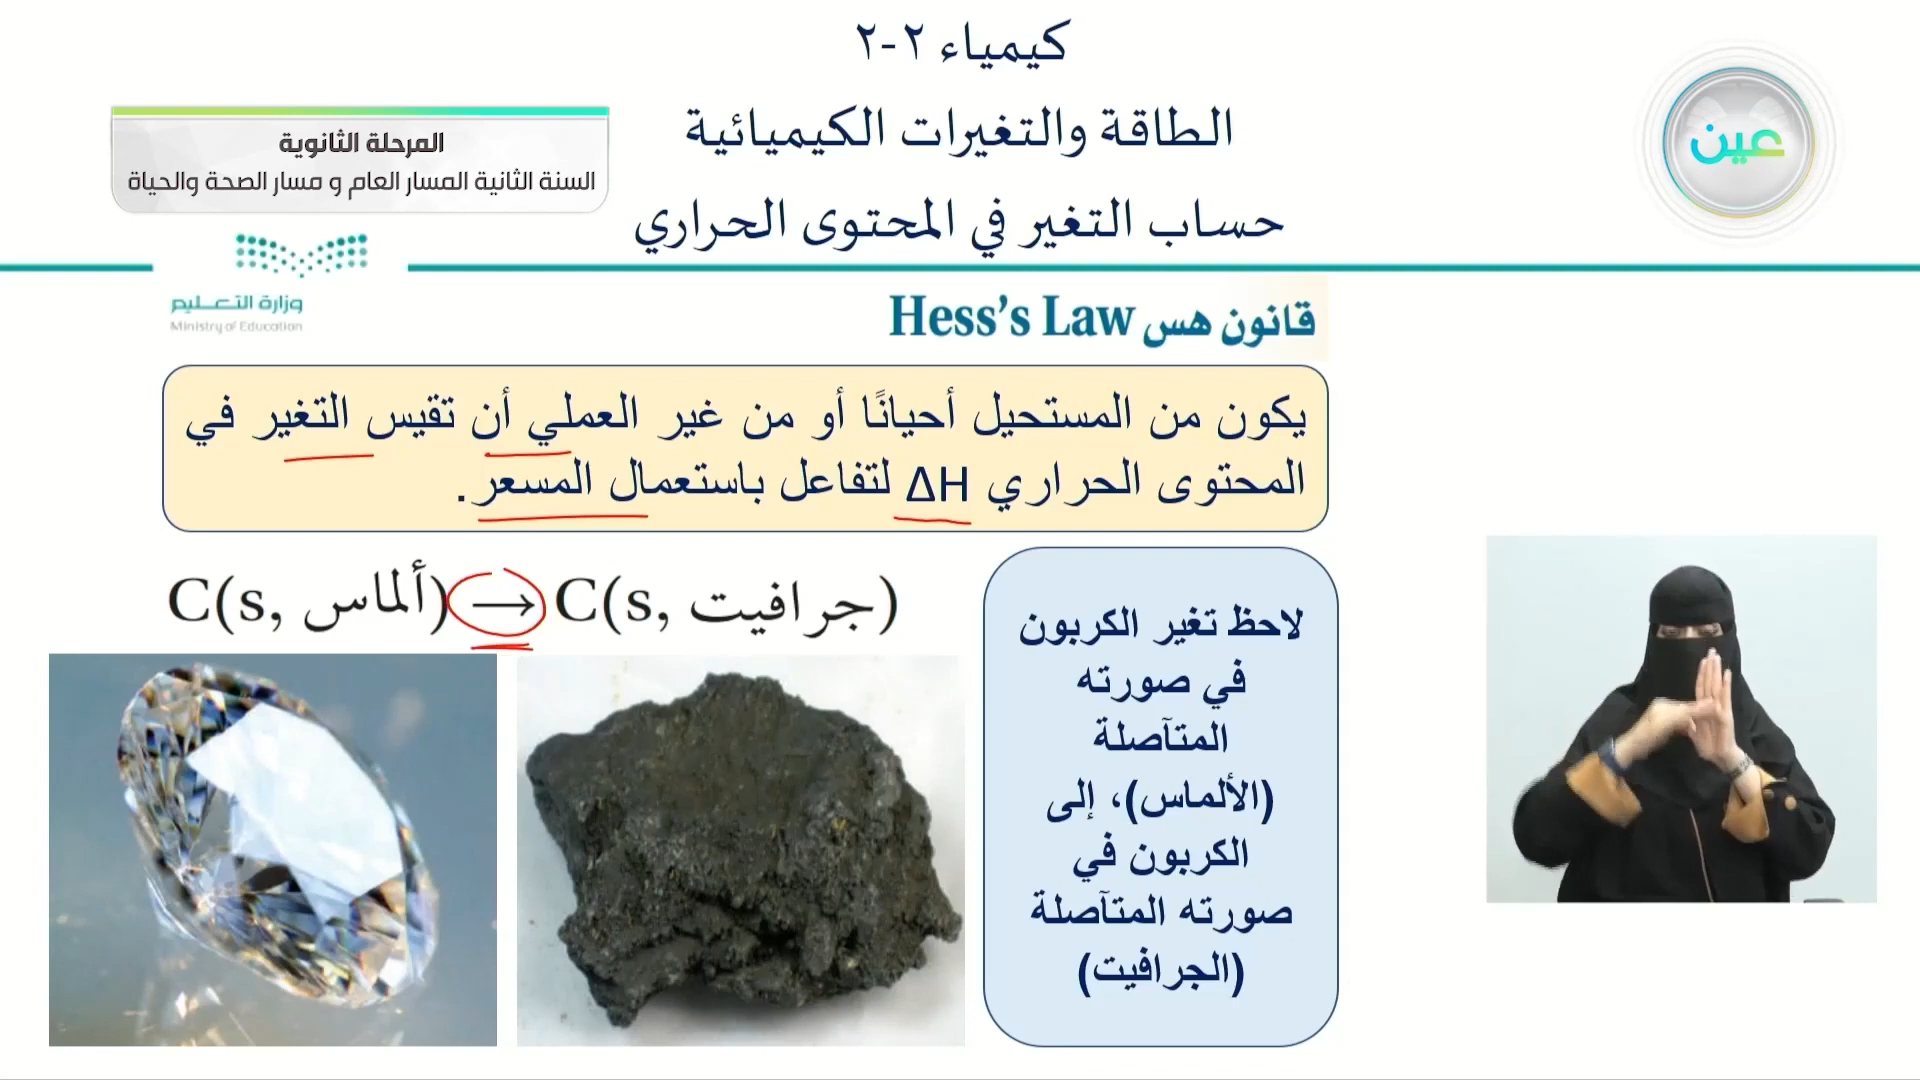 كيمياء ٢-٢
الطاقة والتغيرات الكيميائية
حساب التغير في المحتوى الحراري
عين
المرحلة الثانوية
السنة الثانية المسار العام و مسار الصحة والحياة
وزارة التعليم
Ministry of Education
قانون هس Hess's Law
يكون من المستحيل أحيانًا أو من غير العملي أن تقيس التغير في
المحتوى الحراري ΔH لتفاعل باستعمال المسعر.
C(s, ألماس) → C(s, جرافيت)
لاحظ تغير الكربون
في صورته
المتآصلة
(الألماس)، إلى
الكربون في
صورته المتآصلة
(الجرافيت)